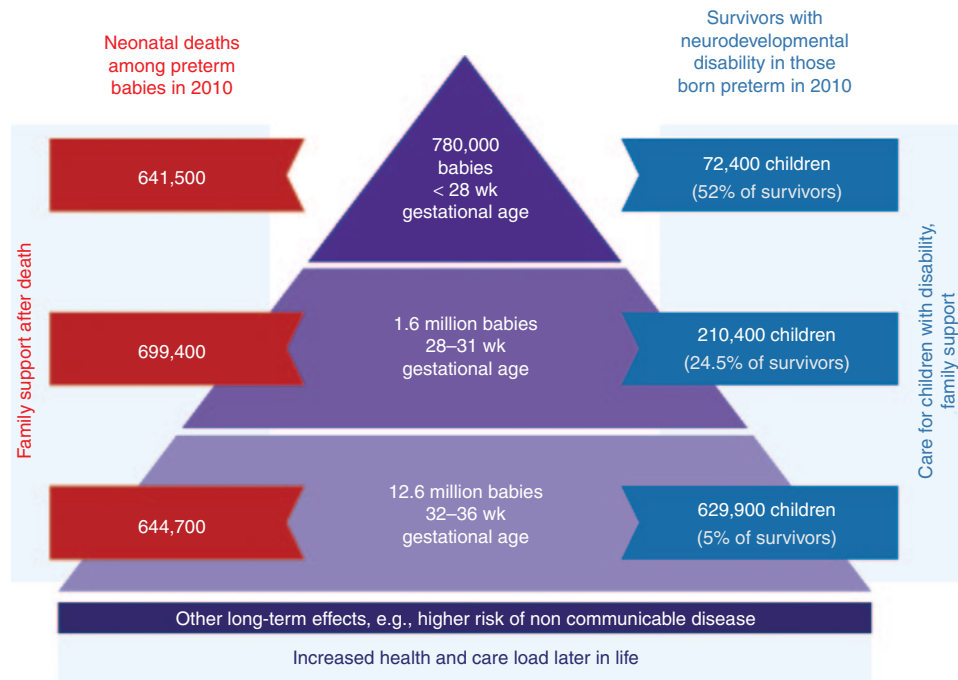 Neonatal deaths
among preterm
babies in 2010
Survivors with
neurodevelopmental
disability in those
born preterm in 2010
641,500
780,000
babies
< 28 wk
gestational age
72,400 children
(52% of survivors)
699,400
1.6 million babies
28–31 wk
gestational age
210,400 children
(24.5% of survivors)
644,700
12.6 million babies
32–36 wk
gestational age
629,900 children
(5% of survivors)
Family support after death
Care for children with disability,
family support
Other long-term effects, e.g., higher risk of non communicable disease
Increased health and care load later in life